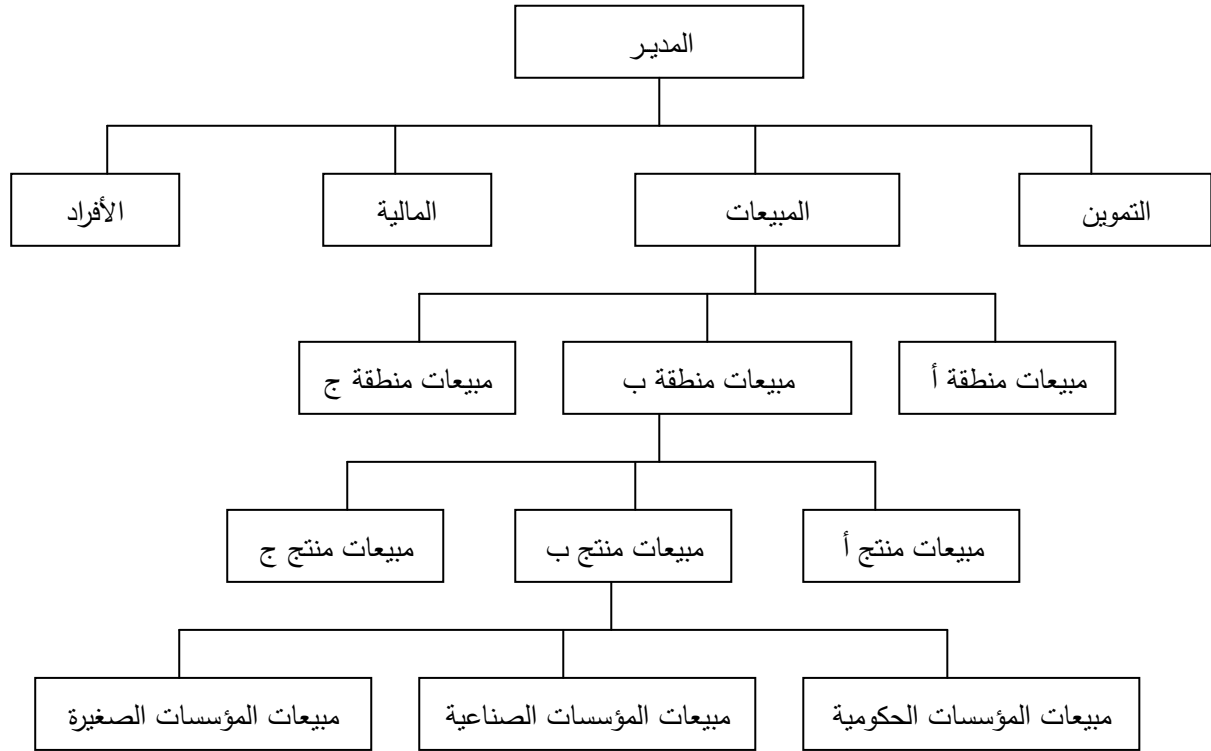 المديـر
التموين
المبيعات
المالية
الأفراد
مبيعات منطقة أ
مبيعات منطقة ب
مبيعات منطقة ج
مبيعات منتج أ
مبيعات منتج ب
مبيعات منتج ج
مبيعات المؤسسات الحكومية
مبيعات المؤسسات الصناعية
مبيعات المؤسسات الصغيرة